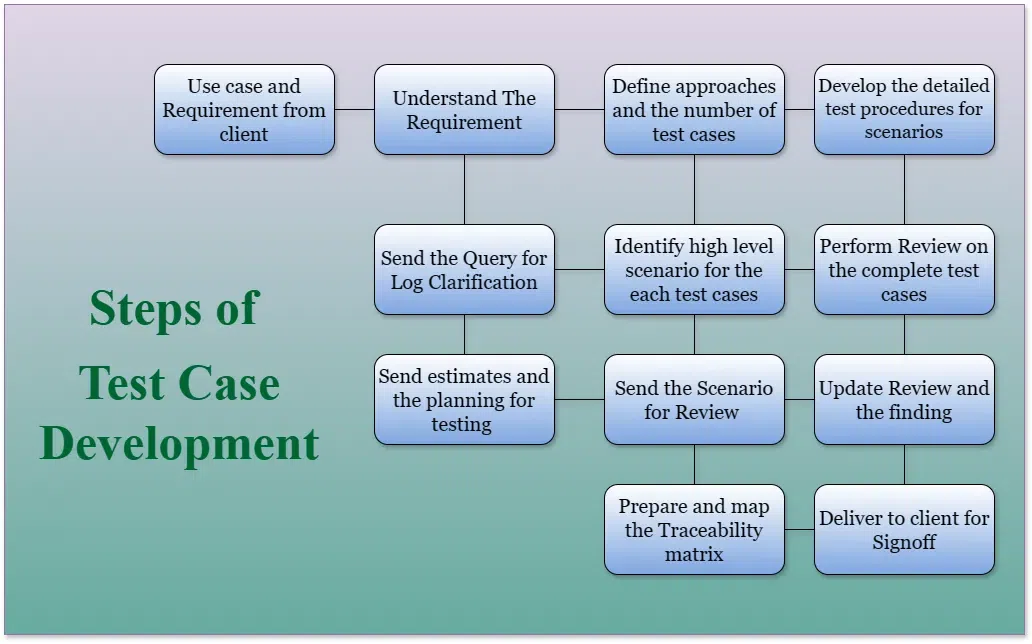 Use case and
Requirement from
client
Understand The
Requirement
Define approaches
and the number of
test cases
Develop the detailed
test procedures for
scenarios
Send the Query for
Log Clarification
Identify high level
scenario for the
each test cases
Perform Review on
the complete test
cases
Steps of
Test Case
Development
Send estimates and
the planning for
testing
Send the Scenario
for Review
Update Review and
the finding
Prepare and map
the Traceability
matrix
Deliver to client for
Signoff